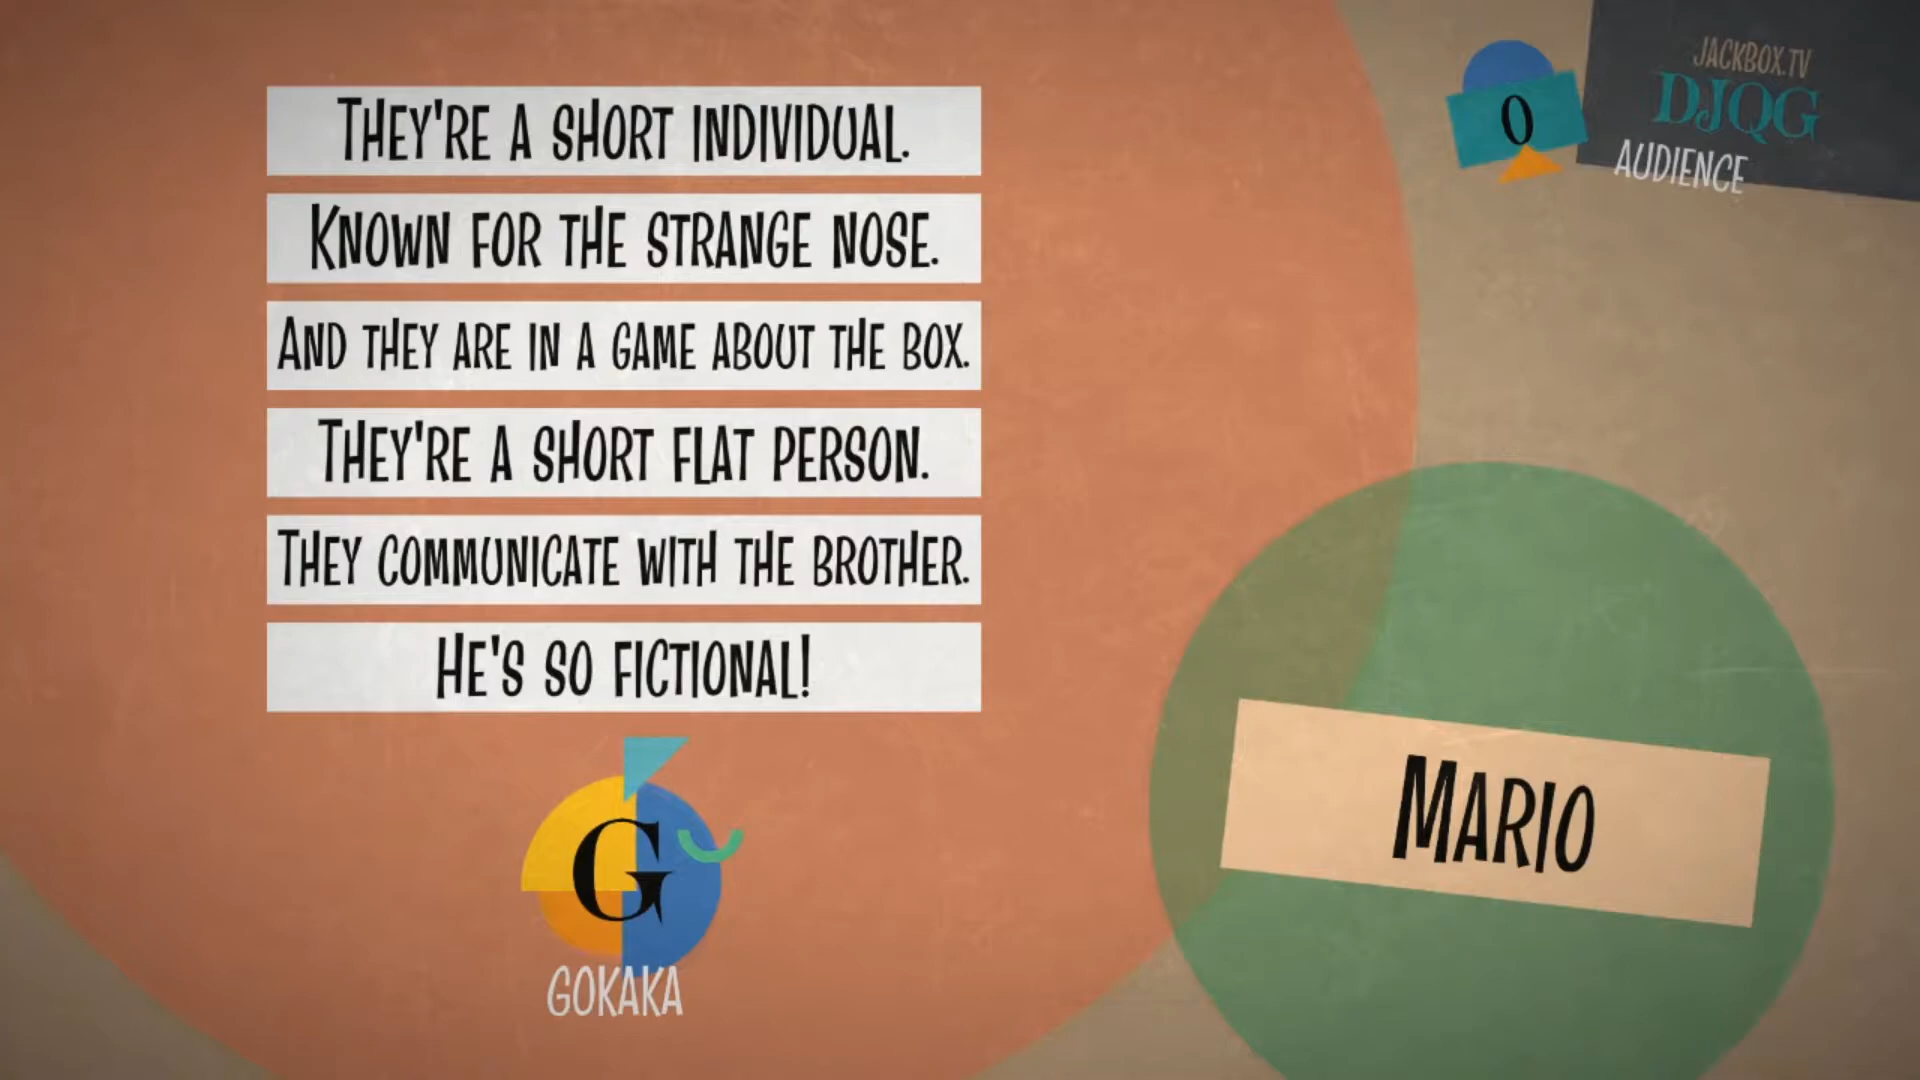 THEY'RE A SHORT INDIVIDUAL.
KNOWN FOR THE STRANGE NOSE.
AND THEY ARE IN A GAME ABOUT THE BOX.
THEY'RE A SHORT FLAT PERSON.
THEY COMMUNICATE WITH THE BROTHER.
HE'S SO FICTIONAL!
G
GOKAKA
0
JACKBOX.TV
DJQG
AUDIENCE
MARIO